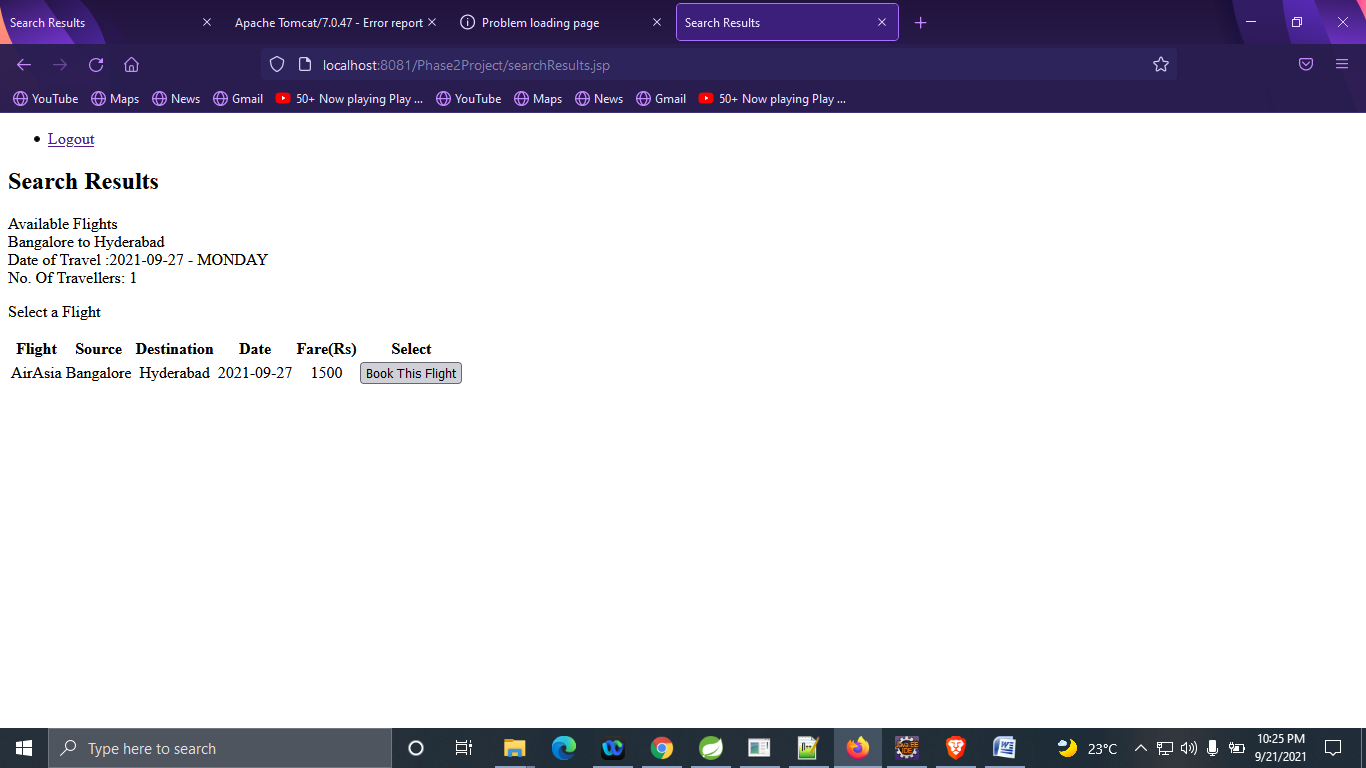 Search Results
Apache Tomcat/7.0.47 - Error report
Problem loading page
Search Results
localhost:8081/Phase2Project/searchResults.jsp
YouTube Maps News Gmail 50+ Now playing Play ... YouTube Maps News Gmail 50+ Now playing Play ...
Logout
Search Results
Available Flights
Bangalore to Hyderabad
Date of Travel :2021-09-27 - MONDAY
No. Of Travellers: 1
Select a Flight
Flight Source Destination Date Fare(Rs) Select
AirAsia Bangalore Hyderabad 2021-09-27 1500 Book This Flight
Type here to search
23°C
10:25 PM
9/21/2021